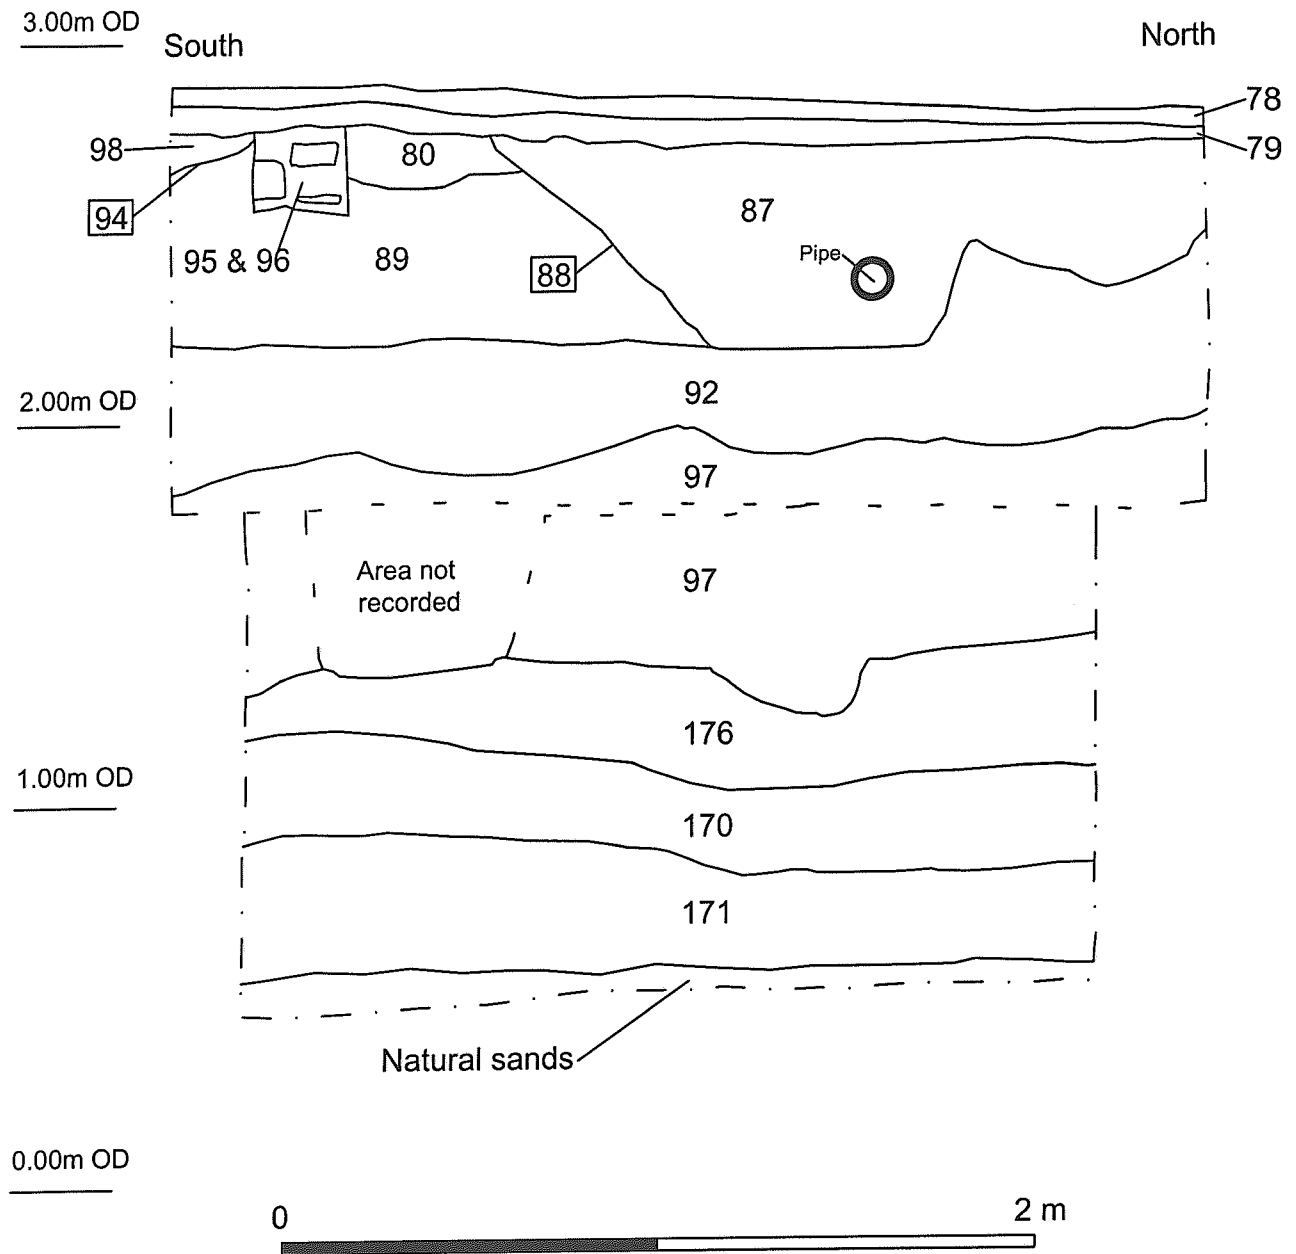 3.00m OD
South
North
78
79
98
80
94
87
95 & 96
89
88
Pipe
92
2.00m OD
97
Area not
recorded
97
176
1.00m OD
170
171
Natural sands
0.00m OD
0
2 m